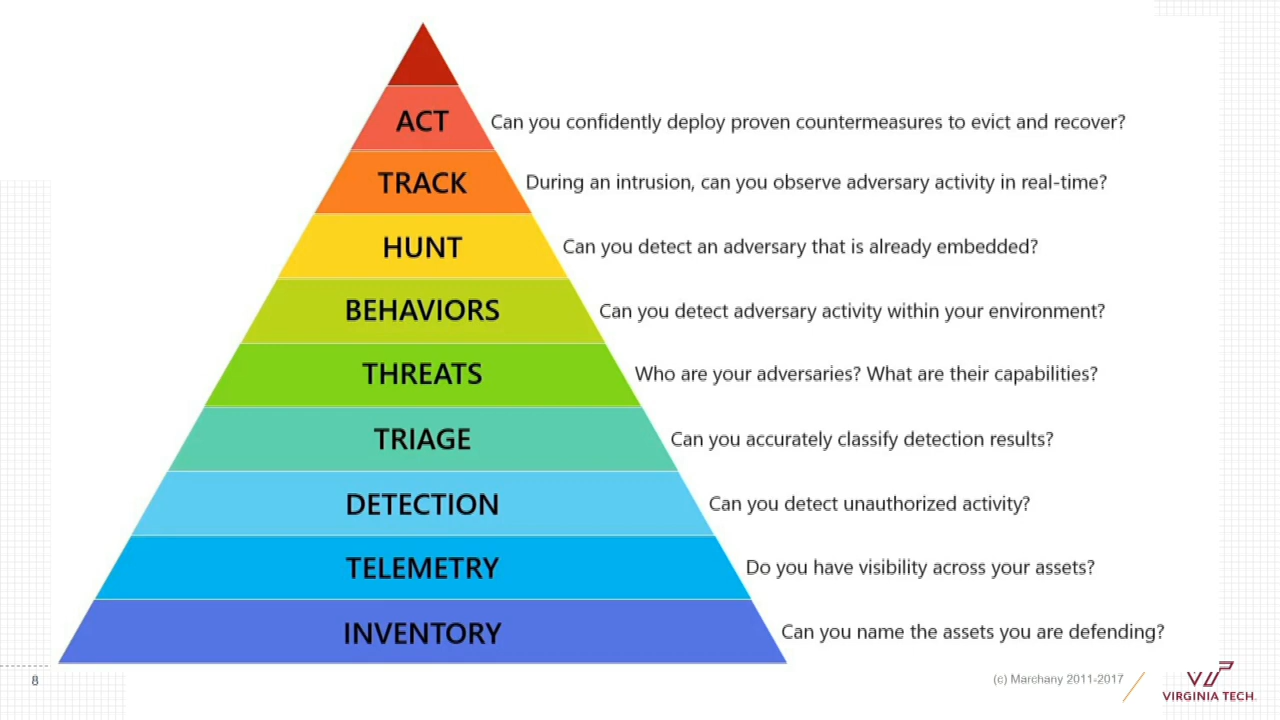 ACT Can you confidently deploy proven countermeasures to evict and recover?
TRACK During an intrusion, can you observe adversary activity in real-time?
HUNT Can you detect an adversary that is already embedded?
BEHAVIORS Can you detect adversary activity within your environment?
THREATS Who are your adversaries? What are their capabilities?
TRIAGE Can you accurately classify detection results?
DETECTION Can you detect unauthorized activity?
TELEMETRY Do you have visibility across your assets?
INVENTORY Can you name the assets you are defending?
8 (c) Marchany 2011-2017
VIRGINIA TECH